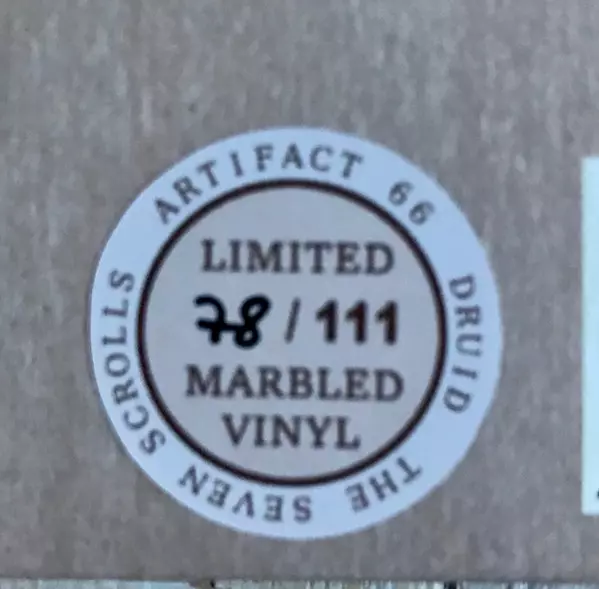 ARTIFACT 66 DRUID THE SEVEN SCROLLS
LIMITED
78 / 111
MARBLED
VINYL